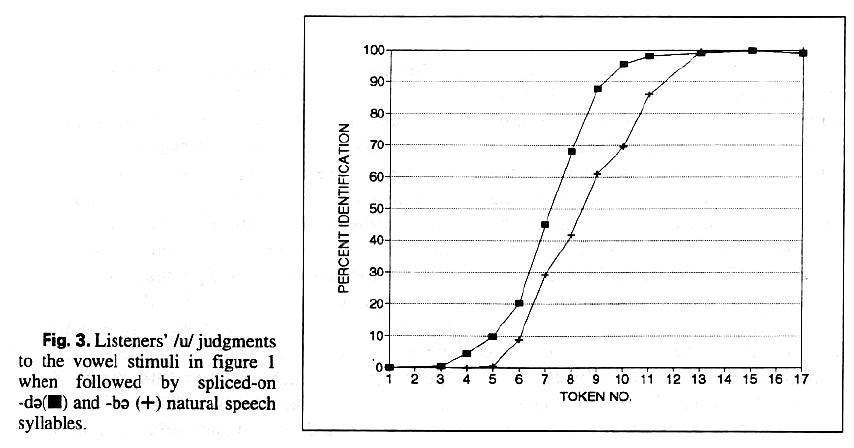 100
90
80
70
60
50
40
30
20
10
0
PERCENT IDENTIFICATION
1 2 3 4 5 6 7 8 9 10 11 12 13 14 15 16 17
TOKEN NO.
Fig. 3. Listeners' /u/ judgments
to the vowel stimuli in figure 1
when followed by spliced-on
-də(■) and -bə (+) natural speech
syllables.